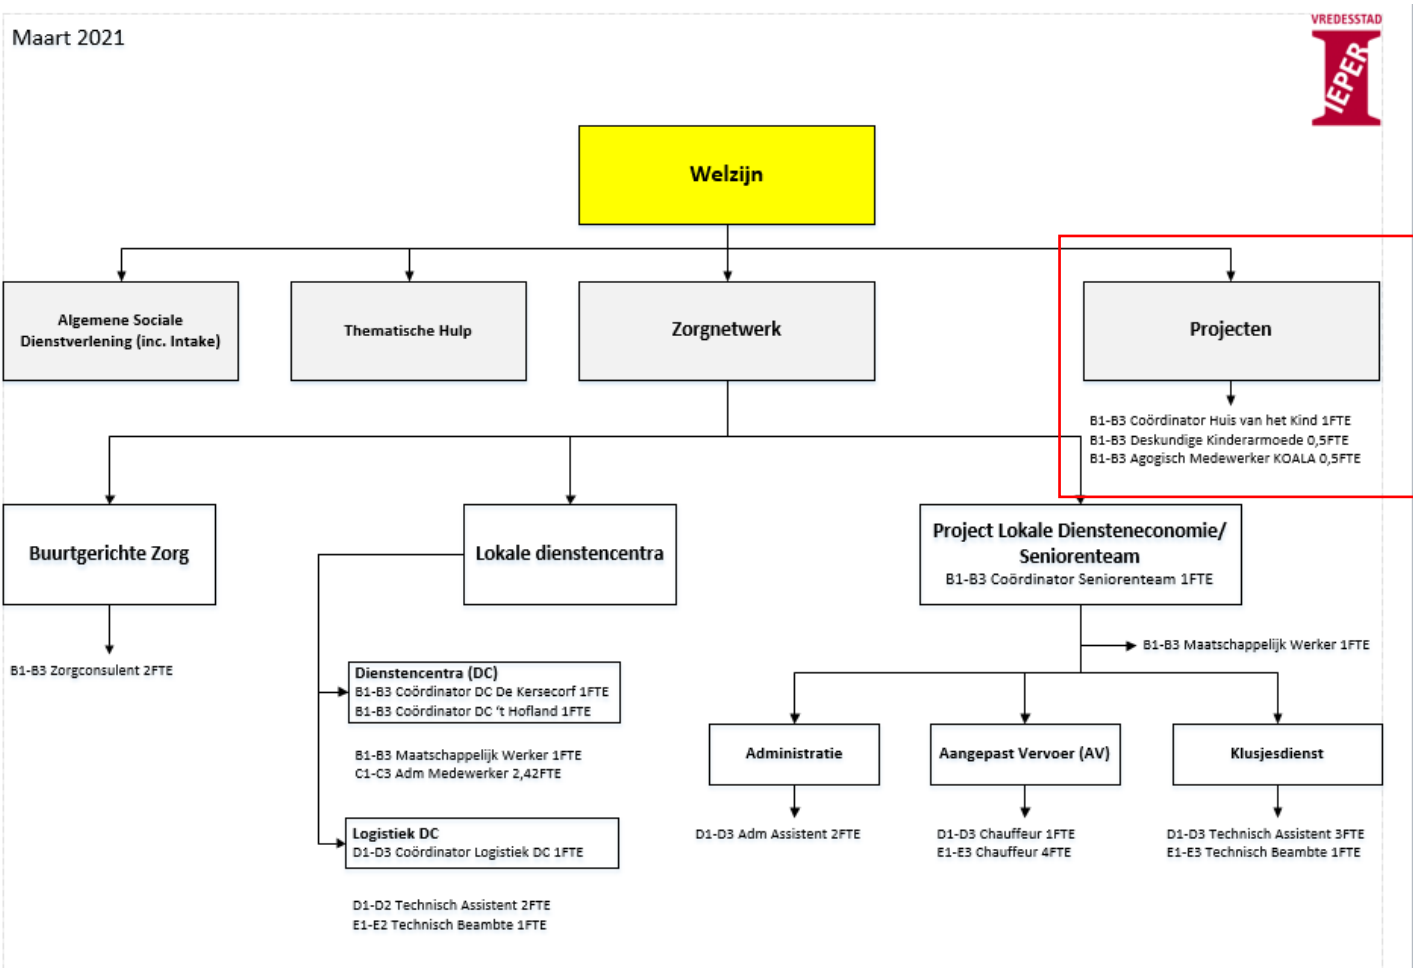 Maart 2021
VREDESSTAD
IEPER
Welzijn
Algemene Sociale
Dienstverlening (inc. Intake)
Thematische Hulp
Zorgnetwerk
Projecten
B1-B3 Coördinator Huis van het Kind 1FTE
B1-B3 Deskundige Kinderarmoede 0,5FTE
B1-B3 Agogisch Medewerker KOALA 0,5FTE
Buurtgerichte Zorg
B1-B3 Zorgconsulent 2FTE
Lokale dienstencentra
Dienstencentra (DC)
B1-B3 Coördinator DC De Kersecorf 1FTE
B1-B3 Coördinator DC ‘t Hofland 1FTE
B1-B3 Maatschappelijk Werker 1FTE
C1-C3 Adm Medewerker 2,42FTE
Logistiek DC
D1-D3 Coördinator Logistiek DC 1FTE
D1-D2 Technisch Assistent 2FTE
E1-E2 Technisch Beambte 1FTE
Project Lokale Diensteneconomie/
Seniorenteam
B1-B3 Coördinator Seniorenteam 1FTE
B1-B3 Maatschappelijk Werker 1FTE
Administratie
D1-D3 Adm Assistent 2FTE
Aangepast Vervoer (AV)
D1-D3 Chauffeur 1FTE
E1-E3 Chauffeur 4FTE
Klusjesdienst
D1-D3 Technisch Assistent 3FTE
E1-E3 Technisch Beambte 1FTE